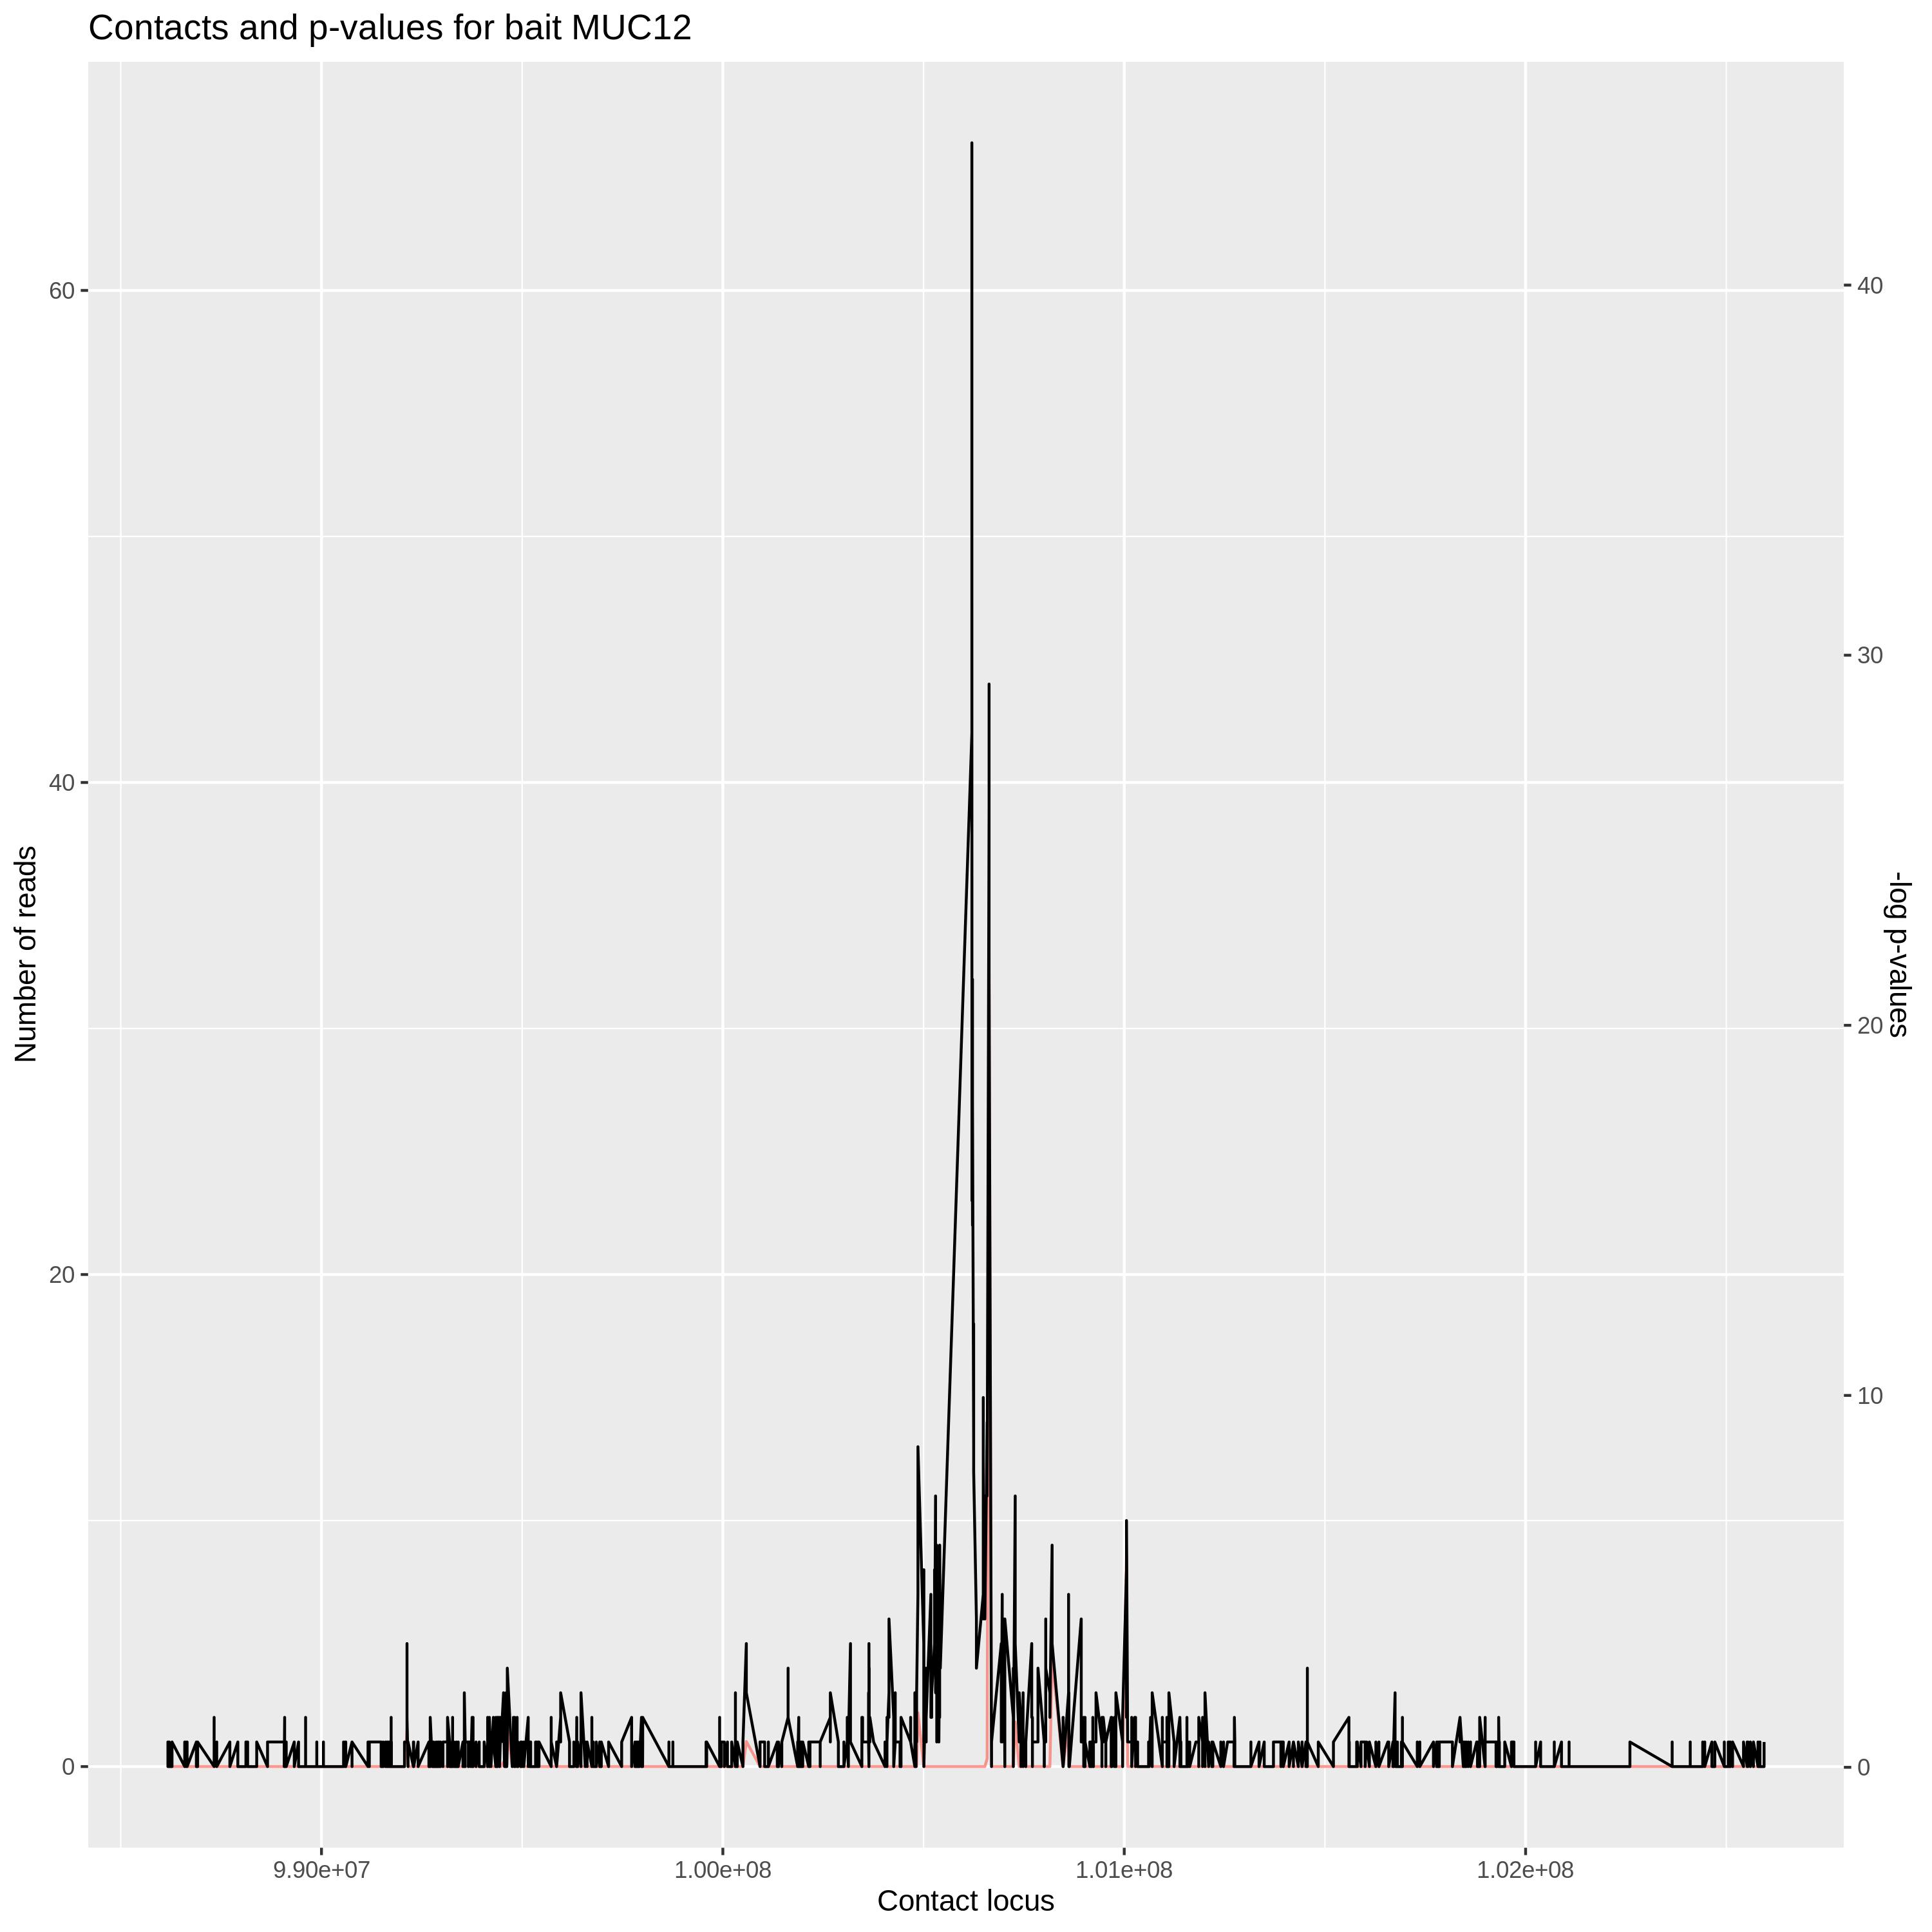 Contacts and p-values for bait MUC12
60
40
20
0
Number of reads
40
30
20
10
0
-log p-values
9.90e+07
1.00e+08
1.01e+08
1.02e+08
Contact locus